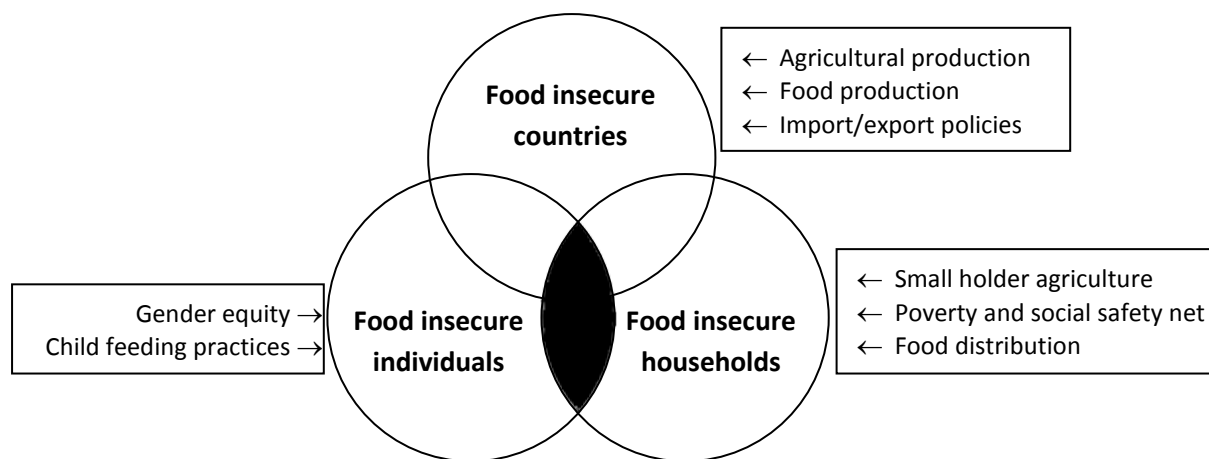 Food insecure
countries
← Agricultural production
← Food production
← Import/export policies
Gender equity →
Child feeding practices →
Food insecure
individuals
Food insecure
households
← Small holder agriculture
← Poverty and social safety net
← Food distribution